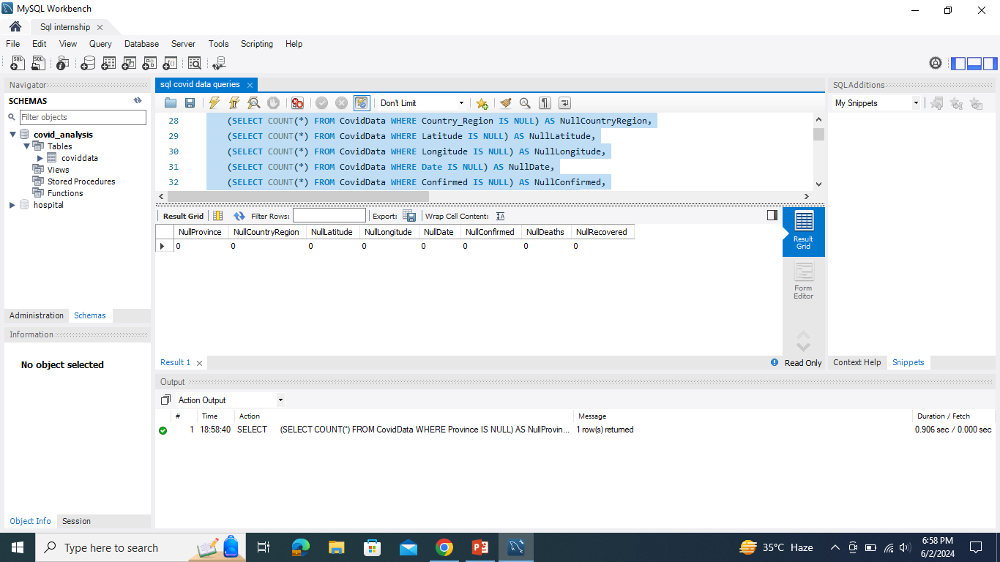 MySQL Workbench
Sql internship
File Edit View Query Database Server Tools Scripting Help
Navigator
SCHEMAS
Filter objects
covid_analysis
Tables
coviddata
Views
Stored Procedures
Functions
hospital
Administration Schemas
Information
No object selected
Object Info Session
sql covid data queries
Don't Limit
28 (SELECT COUNT(*) FROM CovidData WHERE Country_Region IS NULL) AS NullCountryRegion,
29 (SELECT COUNT(*) FROM CovidData WHERE Latitude IS NULL) AS NullLatitude,
30 (SELECT COUNT(*) FROM CovidData WHERE Longitude IS NULL) AS NullLongitude,
31 (SELECT COUNT(*) FROM CovidData WHERE Date IS NULL) AS NullDate,
32 (SELECT COUNT(*) FROM CovidData WHERE Confirmed IS NULL) AS NullConfirmed,
Result Grid Filter Rows: Export: Wrap Cell Content:
NullProvince NullCountryRegion NullLatitude NullLongitude NullDate NullConfirmed NullDeaths NullRecovered
0 0 0 0 0 0 0 0
Result Grid
Form Editor
Result 1
Read Only
SQLAdditions
My Snippets
Context Help Snippets
Output
Action Output
# Time Action Message Duration / Fetch
1 18:58:40 SELECT (SELECT COUNT(*) FROM CovidData WHERE Province IS NULL) AS NullProvin... 1 row(s) returned 0.906 sec / 0.000 sec
Type here to search
35°C Haze
6:58 PM
6/2/2024